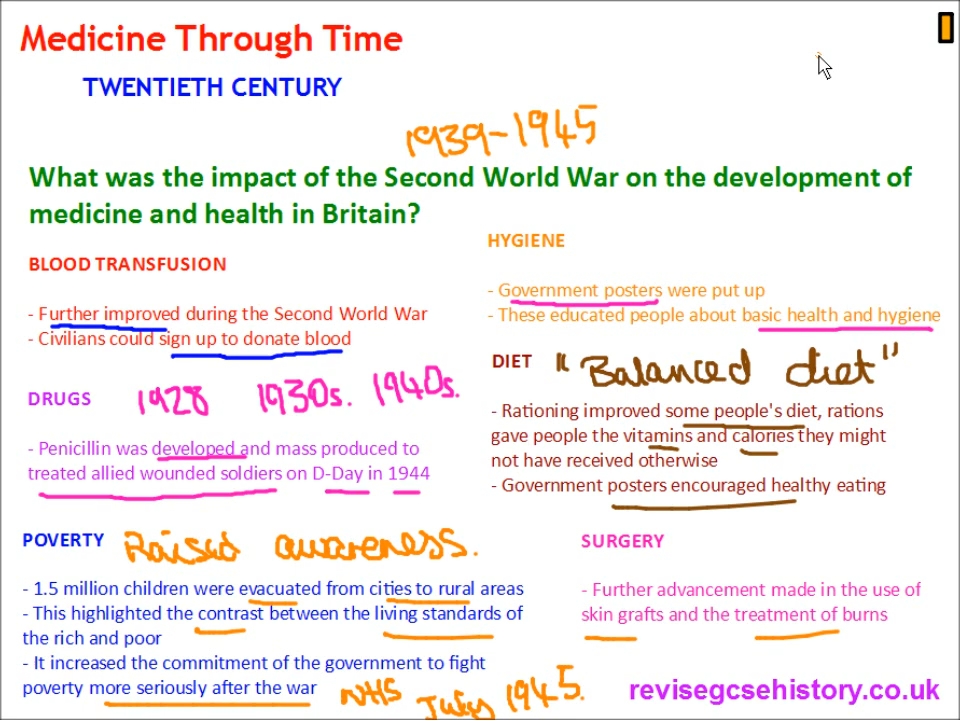 Medicine Through Time
TWENTIETH CENTURY
1939-1945
What was the impact of the Second World War on the development of
medicine and health in Britain?
BLOOD TRANSFUSION
- Further improved during the Second World War
- Civilians could sign up to donate blood
DRUGS 1928 1930s. 1940s.
- Penicillin was developed and mass produced to
treated allied wounded soldiers on D-Day in 1944
POVERTY Raised awareness.
- 1.5 million children were evacuated from cities to rural areas
- This highlighted the contrast between the living standards of
the rich and poor
- It increased the commitment of the government to fight
poverty more seriously after the war NHS July 1945.
HYGIENE
- Government posters were put up
- These educated people about basic health and hygiene
DIET "Balanced diet"
- Rationing improved some people's diet, rations
gave people the vitamins and calories they might
not have received otherwise
- Government posters encouraged healthy eating
SURGERY
- Further advancement made in the use of
skin grafts and the treatment of burns
revisegcsehistory.co.uk